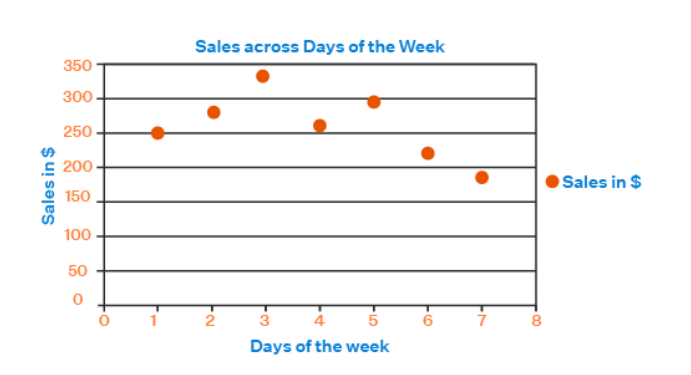 Sales across Days of the Week
350
300
250
200
150
100
50
0
Sales in $
0 1 2 3 4 5 6 7 8
Days of the week
Sales in $